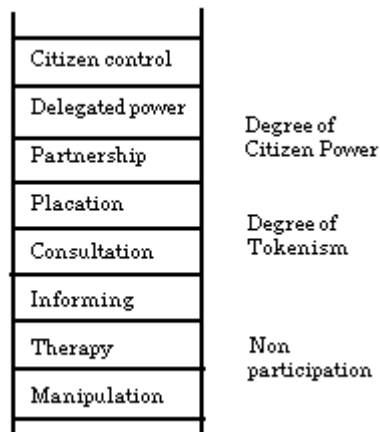 Citizen control
Delegated power
Partnership
Placation
Consultation
Informing
Therapy
Manipulation
Degree of
Citizen Power
Degree of
Tokenism
Non
participation